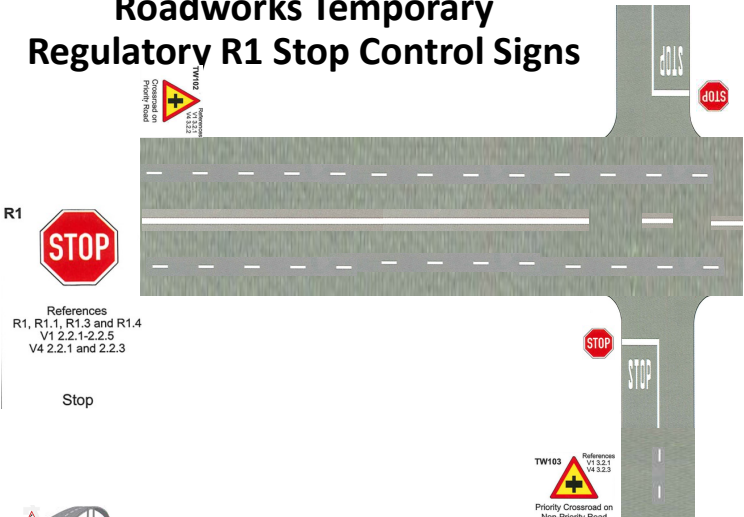 Roadworks Temporary
Regulatory R1 Stop Control Signs
TW102
References
V1 3.2.1
V4 3.2.2
Crossroad on
Priority Road
STOP
STOP
R1
STOP
References
R1, R1.1, R1.3 and R1.4
V1 2.2.1-2.2.5
V4 2.2.1 and 2.2.3
Stop
STOP
STOP
TW103
References
V1 3.2.1
V4 3.2.3
Priority Crossroad on
Non-Priority Road